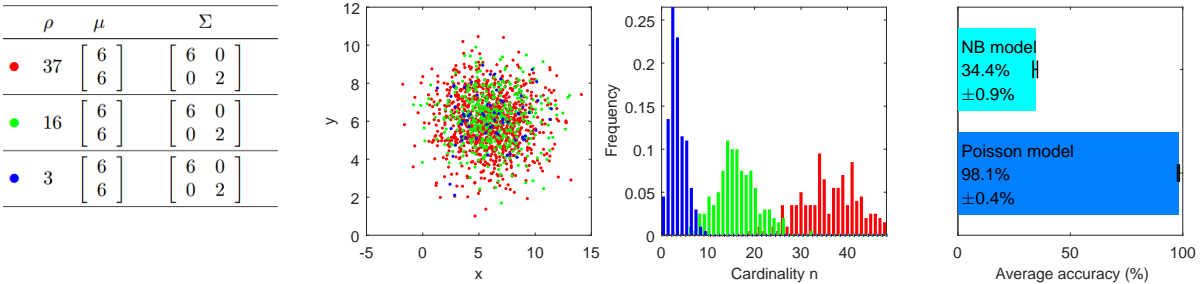 ρ μ Σ
37 [ 6 6 ] [ 6 0 0 2 ]
16 [ 6 6 ] [ 6 0 0 2 ]
3 [ 6 6 ] [ 6 0 0 2 ]
12
10
8
6
4
2
0
y
-5 0 5 10 15
x
0.25
0.2
0.15
0.1
0.05
0
Frequency
0 10 20 30 40
Cardinality n
NB model
34.4%
±0.9%
Poisson model
98.1%
±0.4%
0 50 100
Average accuracy (%)